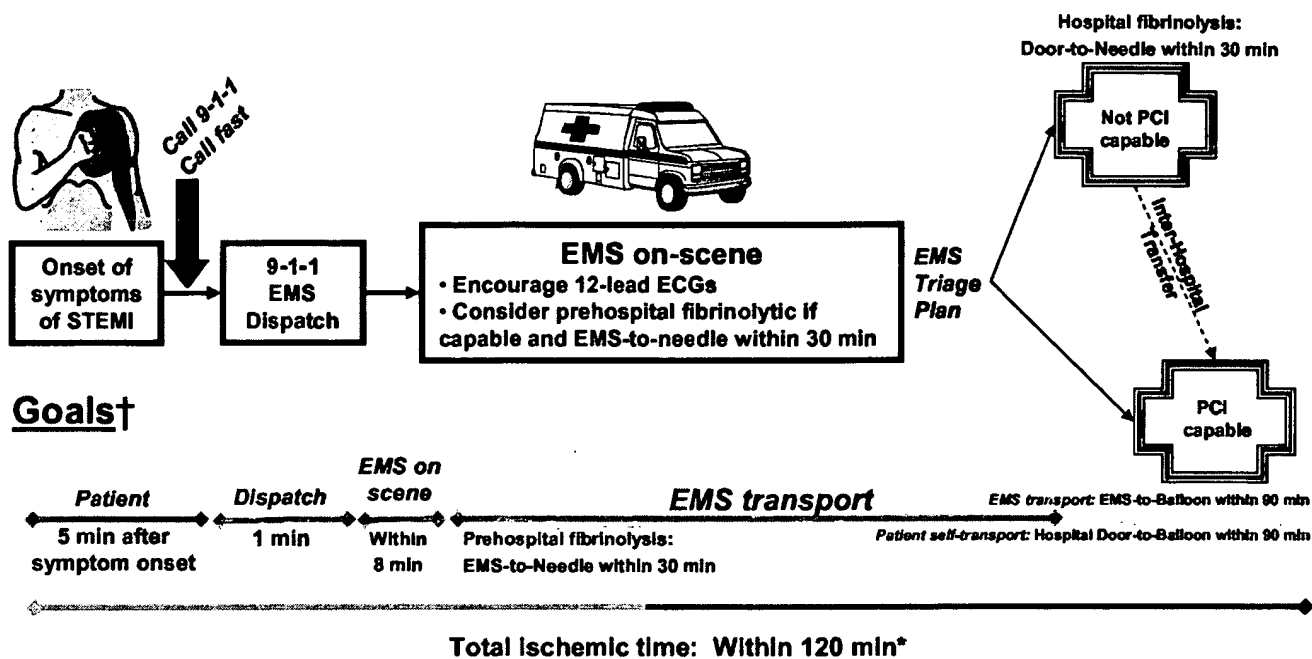 Hospital fibrinolysis:
Door-to-Needle within 30 min
Call 9-1-1
Call fast
Not PCI
capable
Onset of
symptoms
of STEMI
9-1-1
EMS
Dispatch
EMS on-scene
• Encourage 12-lead ECGs
• Consider prehospital fibrinolytic if
capable and EMS-to-needle within 30 min
EMS
Triage
Plan
Inter-Hospital
Transfer
PCI
capable
Goals†
Patient
5 min after
symptom onset
Dispatch
1 min
EMS on
scene
Within
8 min
EMS transport
Prehospital fibrinolysis:
EMS-to-Needle within 30 min
EMS transport: EMS-to-Balloon within 90 min
Patient self-transport: Hospital Door-to-Balloon within 90 min
Total ischemic time: Within 120 min*